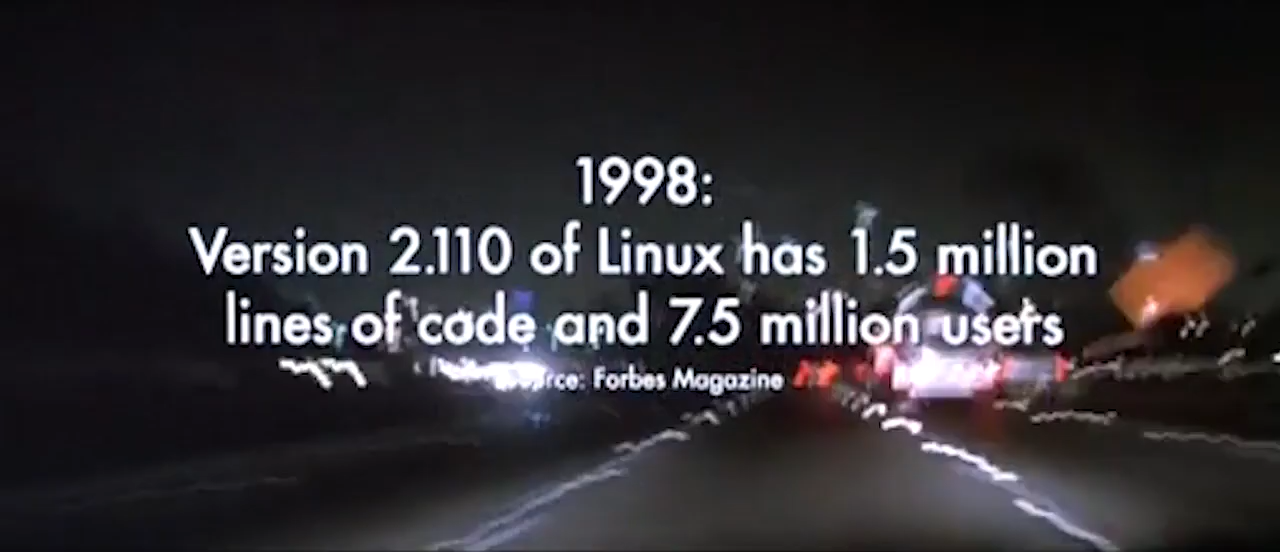 1998:
Version 2.110 of Linux has 1.5 million
lines of code and 7.5 million users
Source: Forbes Magazine